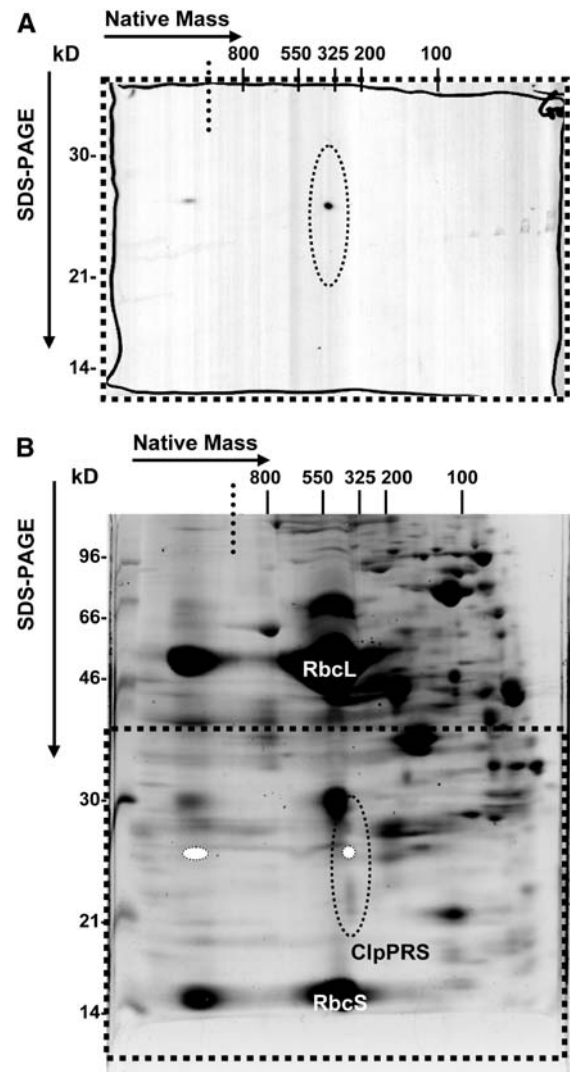 A
Native Mass
kD
800 550 325 200 100
SDS-PAGE
30-
21-
14-
B
Native Mass
kD
800 550 325 200 100
SDS-PAGE
96-
66-
RbcL
46-
30-
21-
ClpPRS
RbcS
14-